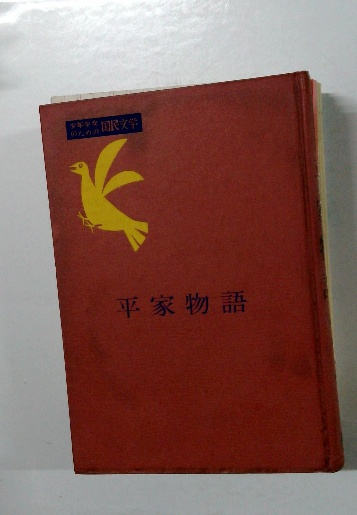 少年少女
のための
国民文学
平家物語